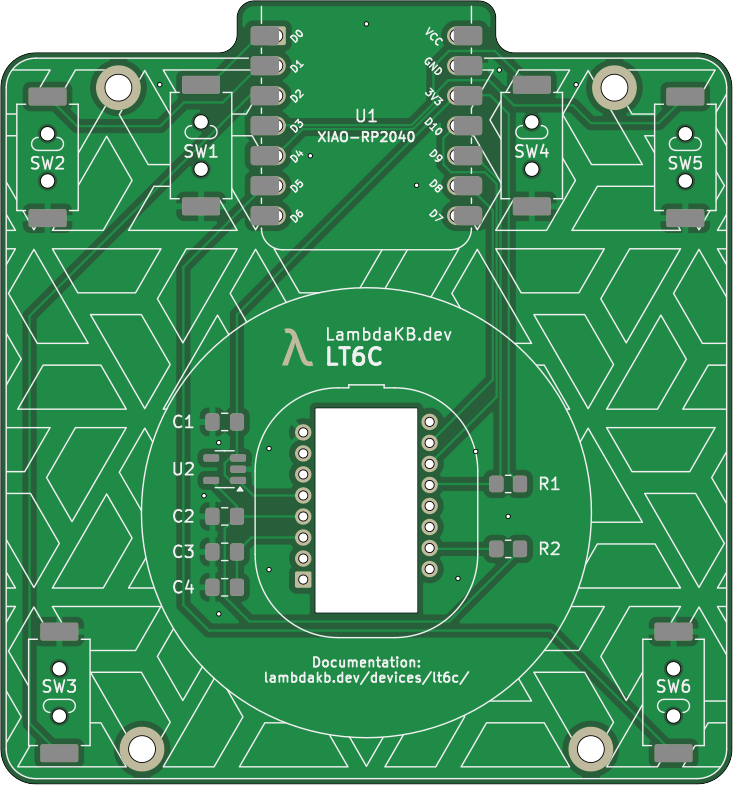 D0
VCC
D1
GND
D2
3V3
D3
U1
D10
XIAO-RP2040
D4
D9
D5
D8
D6
D7
SW2
SW1
SW4
SW5
λ LambdaKB.dev
LT6C
C1
U2
R1
C2
C3
R2
C4
Documentation:
lambdakb.dev/devices/lt6c/
SW3
SW6